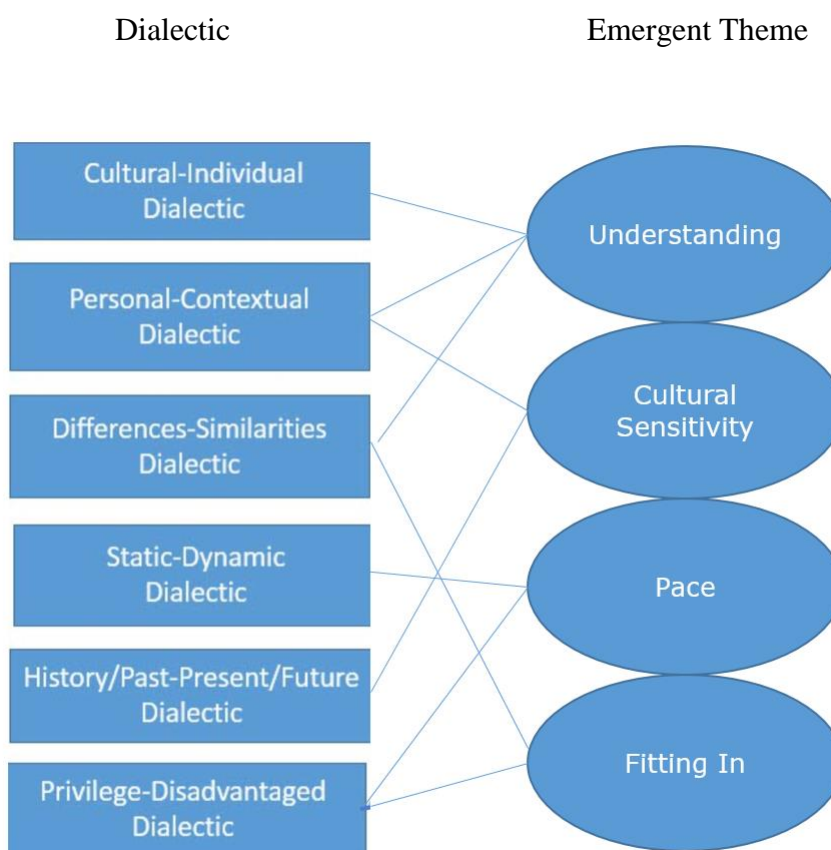 Dialectic
Emergent Theme
Cultural-Individual
Dialectic
Personal-Contextual
Dialectic
Differences-Similarities
Dialectic
Static-Dynamic
Dialectic
History/Past-Present/Future
Dialectic
Privilege-Disadvantaged
Dialectic
Understanding
Cultural
Sensitivity
Pace
Fitting In